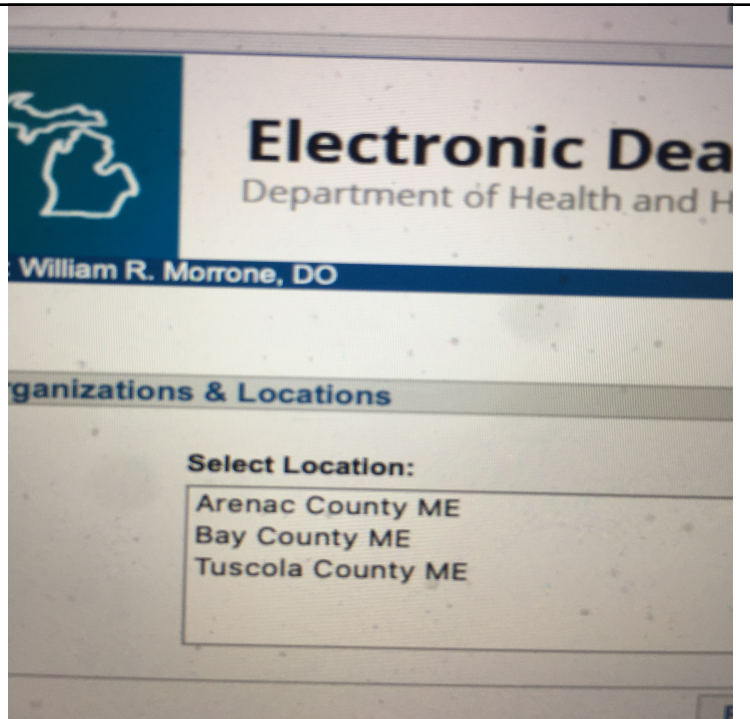 Electronic Dea
Department of Health and H
: William R. Morrone, DO
rganizations & Locations
Select Location:
Arenac County ME
Bay County ME
Tuscola County ME